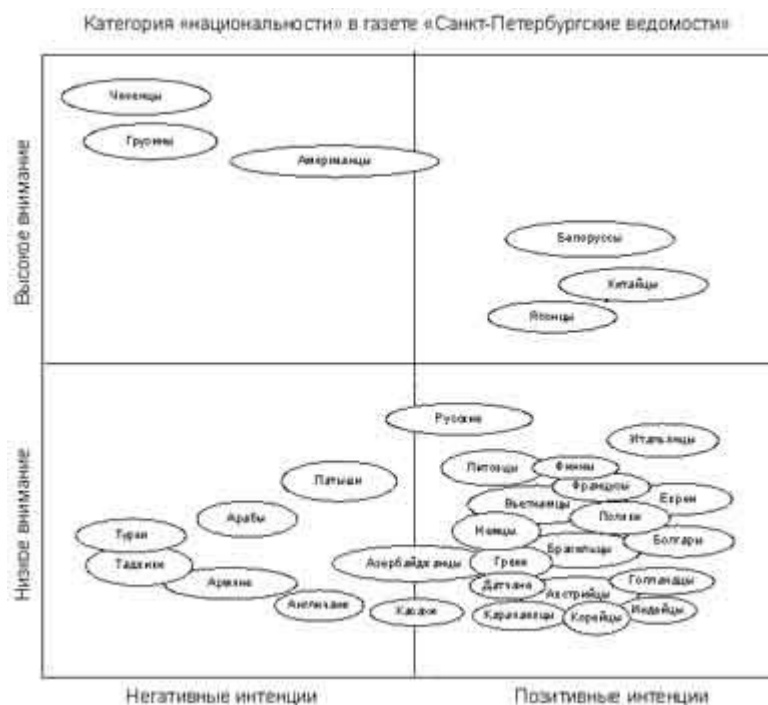 Категория «национальности» в газете «Санкт-Петербургские ведомости»
Высокое внимание
Чеченцы
Грузины
Американцы
Белоруссы
Китайцы
Японцы
Низкое внимание
Русские
Итальянцы
Литовцы
Финны
Латыши
Французы
Евреи
Вьетнамцы
Поляки
Арабы
Немцы
Турки
Болгары
Бразильцы
Таджики
Азербайджанцы
Греки
Армяне
Датчане
Голландцы
Австрийцы
Англичане
Казахи
Корейцы
Индейцы
Негативные интенции
Позитивные интенции